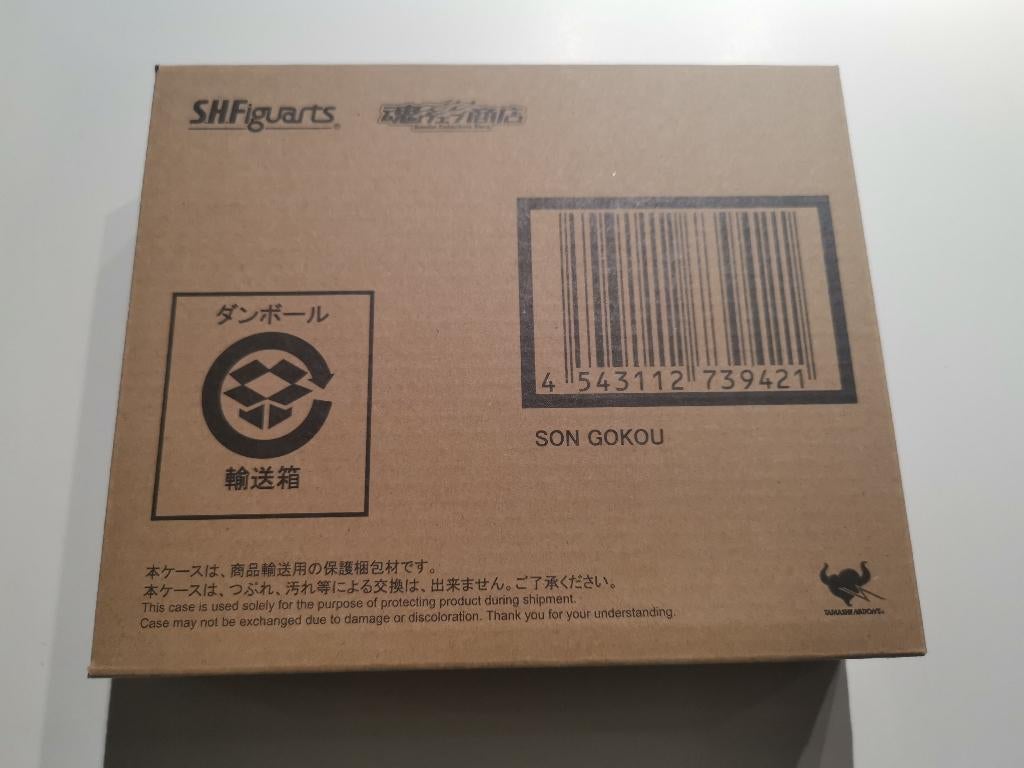 S.H.Figuarts
魂ウェブ商店
4 543112 739421
SON GOKOU
ダンボール
輸送箱
本ケースは、商品輸送用の保護梱包材です。
本ケースは、つぶれ、汚れ等による交換は、出来ません。ご了承ください。
This case is used solely for the purpose of protecting product during shipment.
Case may not be exchanged due to damage or discoloration. Thank you for your understanding.
TAMASHII NATIONS